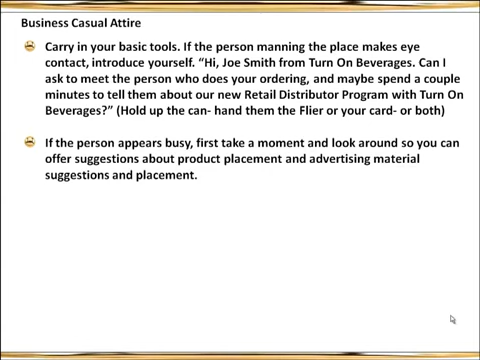 Business Casual Attire
Carry in your basic tools. If the person manning the place makes eye
contact, introduce yourself. “Hi, Joe Smith from Turn On Beverages. Can I
ask to meet the person who does your ordering, and maybe spend a couple
minutes to tell them about our new Retail Distributor Program with Turn On
Beverages?” (Hold up the can- hand them the Flier or your card- or both)
If the person appears busy, first take a moment and look around so you can
offer suggestions about product placement and advertising material
suggestions and placement.